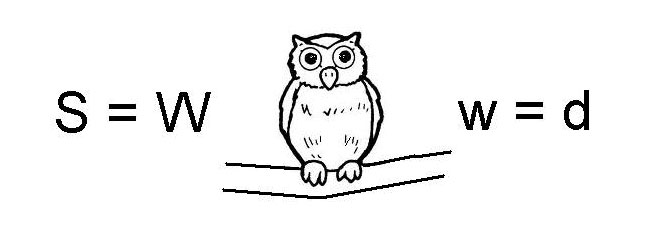 S = W w = d